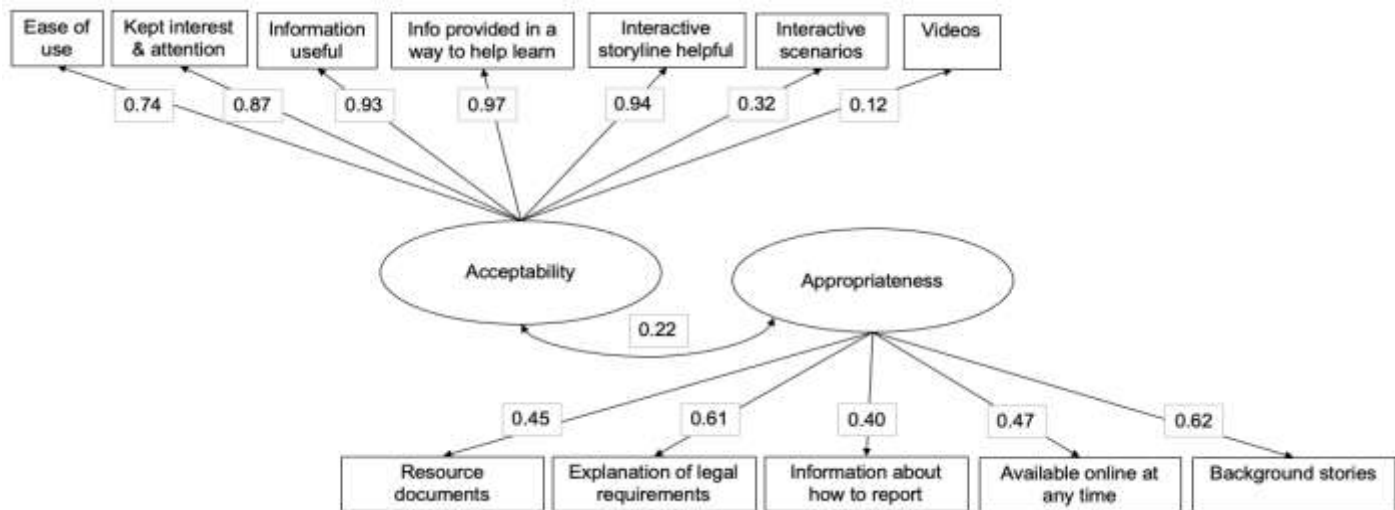 Ease of
use
Kept interest
& attention
Information
useful
Info provided in a
way to help learn
Interactive
storyline helpful
Interactive
scenarios
Videos
0.74
0.87
0.93
0.97
0.94
0.32
0.12
Acceptability
Appropriateness
0.22
0.45
0.61
0.40
0.47
0.62
Resource
documents
Explanation of legal
requirements
Information about
how to report
Available online at
any time
Background stories